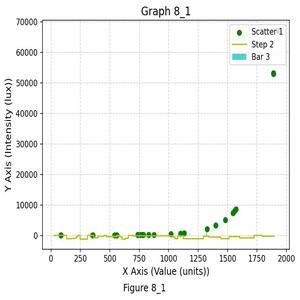 Graph 8_1
70000
60000
50000
40000
30000
20000
10000
0
Y Axis (Intensity (lux))
Scatter 1
Step 2
Bar 3
0 250 500 750 1000 1250 1500 1750 2000
X Axis (Value (units))
Figure 8_1